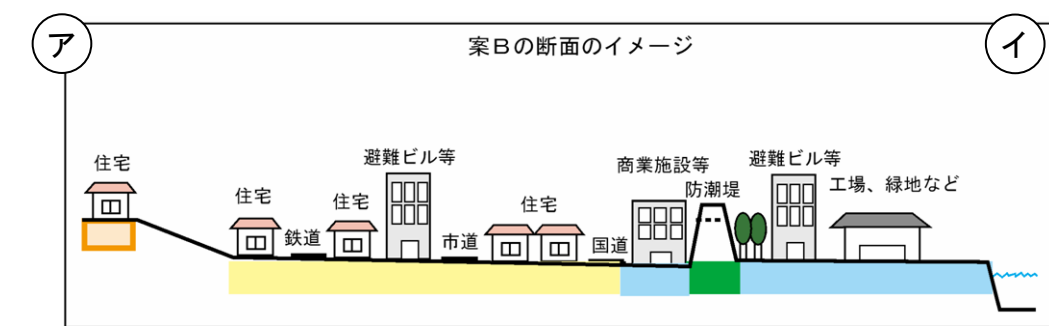 ア
案Bの断面のイメージ
イ
住宅
住宅
鉄道
住宅
避難ビル等
市道
住宅
国道
商業施設等
防潮堤
避難ビル等
工場、緑地など